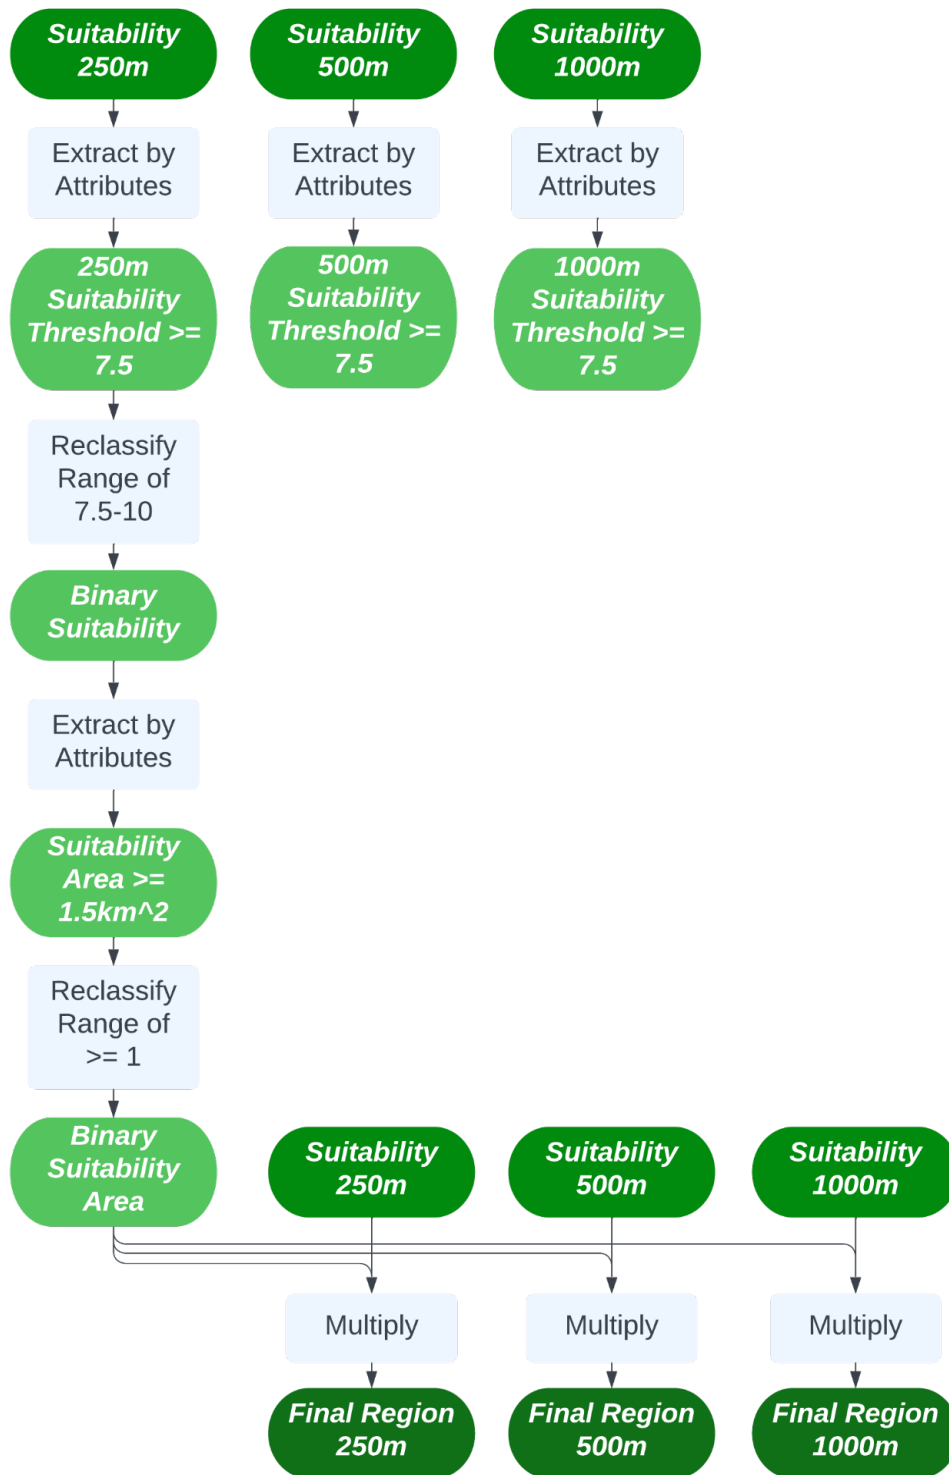 Suitability
250m
Suitability
500m
Suitability
1000m
Extract by
Attributes
Extract by
Attributes
Extract by
Attributes
250m
Suitability
Threshold >=
7.5
500m
Suitability
Threshold >=
7.5
1000m
Suitability
Threshold >=
7.5
Reclassify
Range of
7.5-10
Binary
Suitability
Extract by
Attributes
Suitability
Area >=
1.5km^2
Reclassify
Range of
>= 1
Binary
Suitability
Area
Suitability
250m
Suitability
500m
Suitability
1000m
Multiply
Multiply
Multiply
Final Region
250m
Final Region
500m
Final Region
1000m